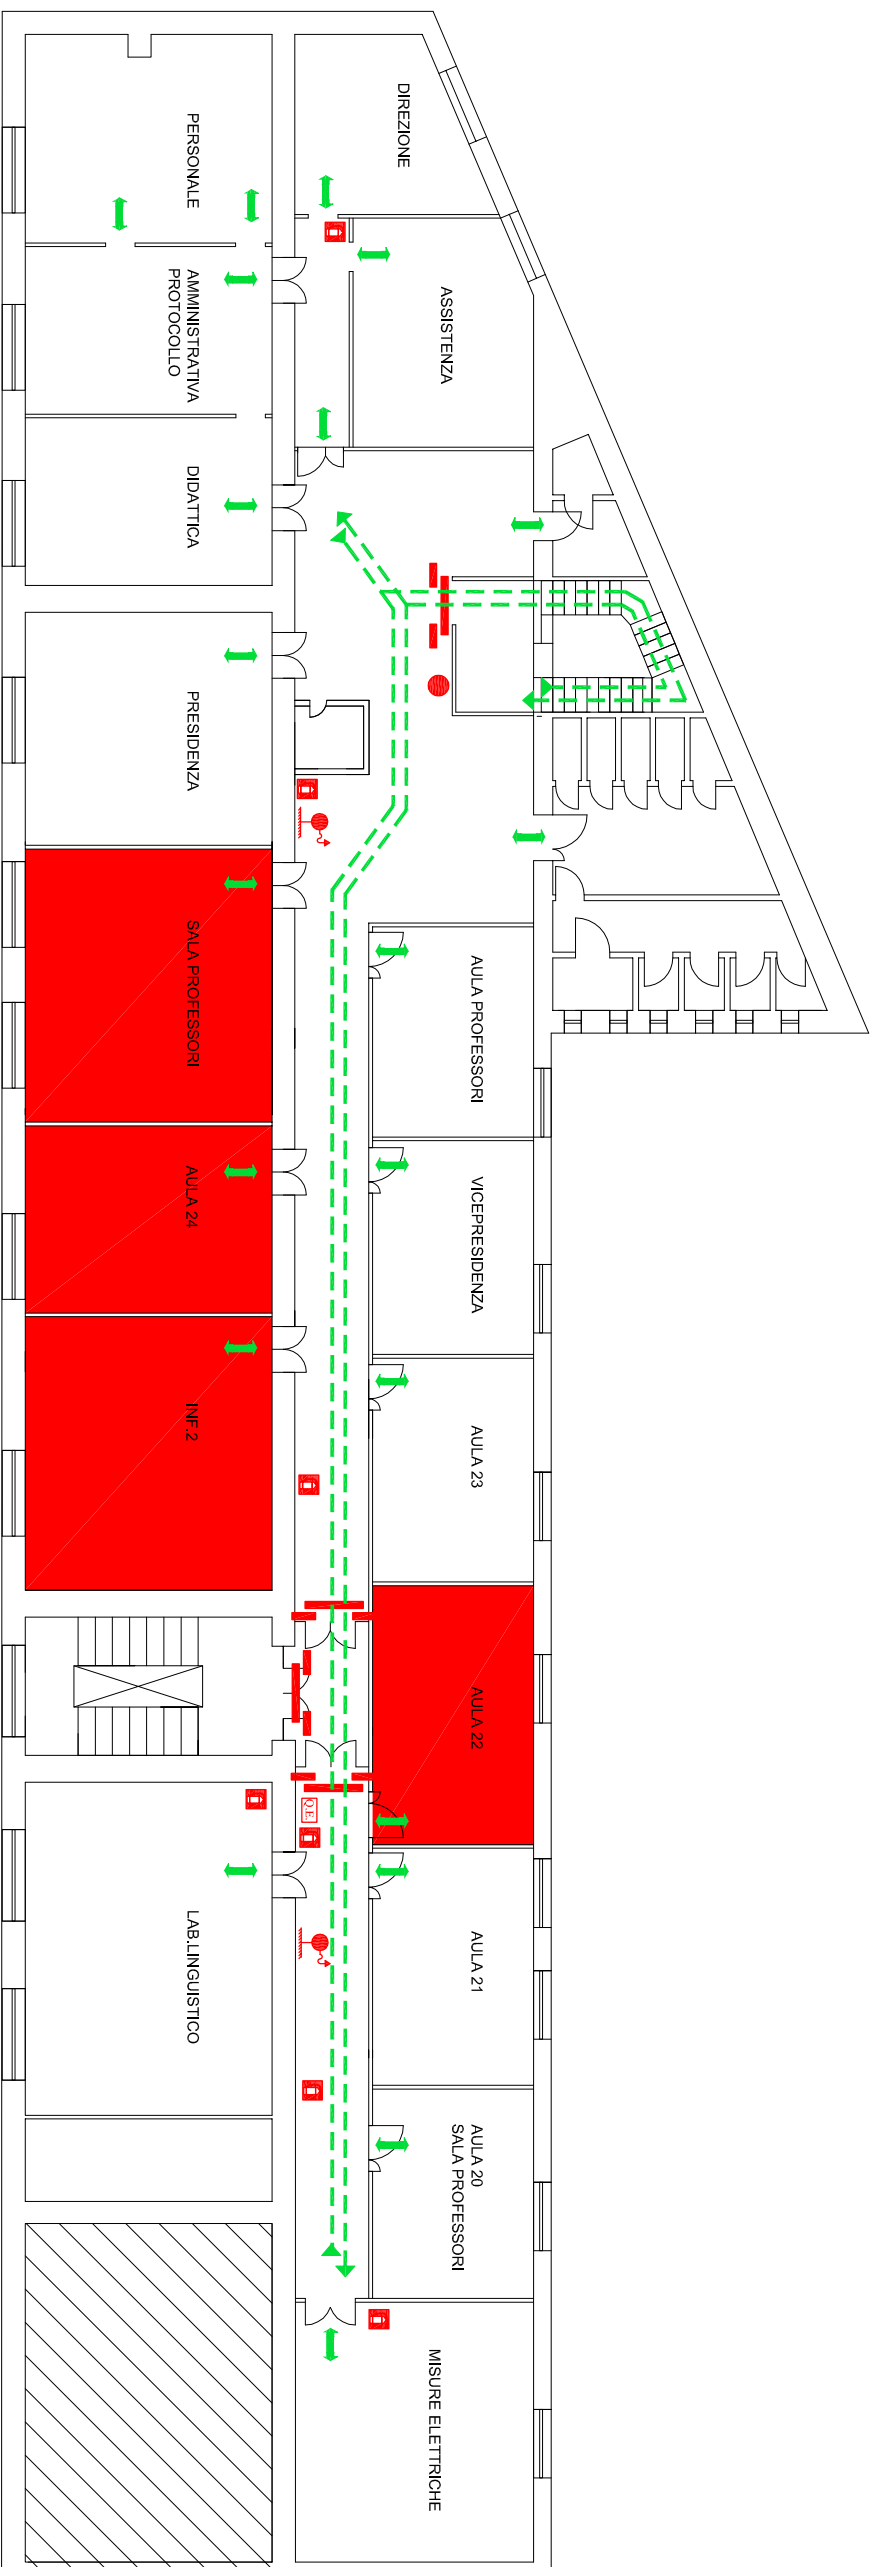 DIREZIONE
PERSONALE
ASSISTENZA
AMMINISTRATIVA
PROTOCOLLO
DIDATTICA
PRESIDENZA
SALA PROFESSORI
AULA PROFESSORI
AULA 24
VICEPRESIDENZA
INF.2
AULA 23
AULA 22
Q.E.
LAB.LINGUISTICO
AULA 21
AULA 20
SALA PROFESSORI
MISURE ELETTRICHE